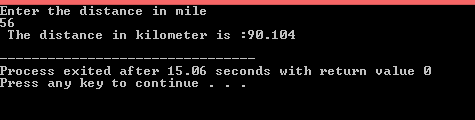 Enter the distance in mile
56
 The distance in kilometer is :90.104

--------------------------------
Process exited after 15.06 seconds with return value 0
Press any key to continue . . .